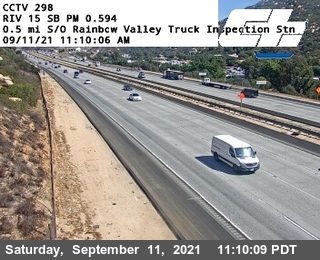 CCTV 298
RIV 15 SB PM 0.594
0.5 mi S/O Rainbow Valley Truck Inspection Stn
09/11/21 11:10:06 AM
Saturday, September 11, 2021 11:10:09 PDT